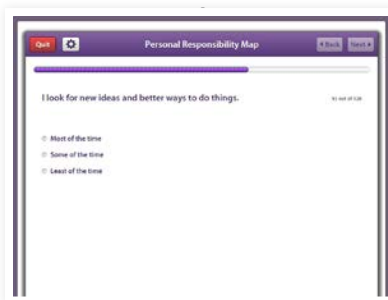 Quit
Personal Responsibility Map
Back
Next
I look for new ideas and better ways to do things.
Most of the time
Some of the time
Least of the time